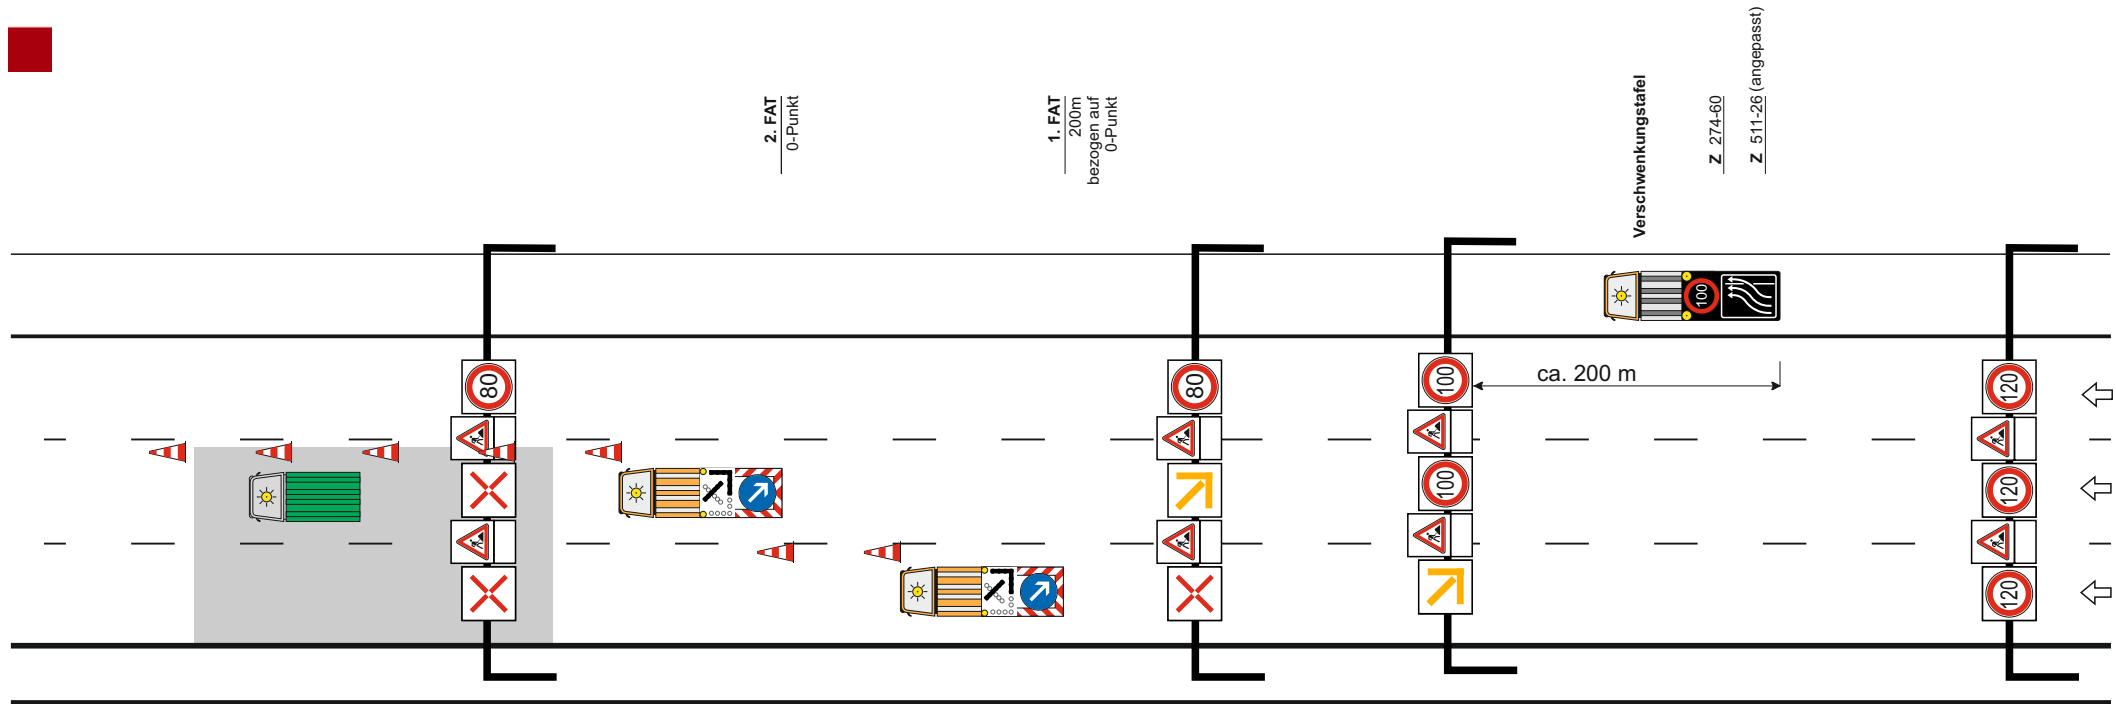 2. FAT
0-Punkt
1. FAT
200m
bezogen auf
0-Punkt
Verschwenkungstafel
Z 274-60
Z 511-26 (angepasst)
100
ca. 200 m
80
80
100
100
120
120
120